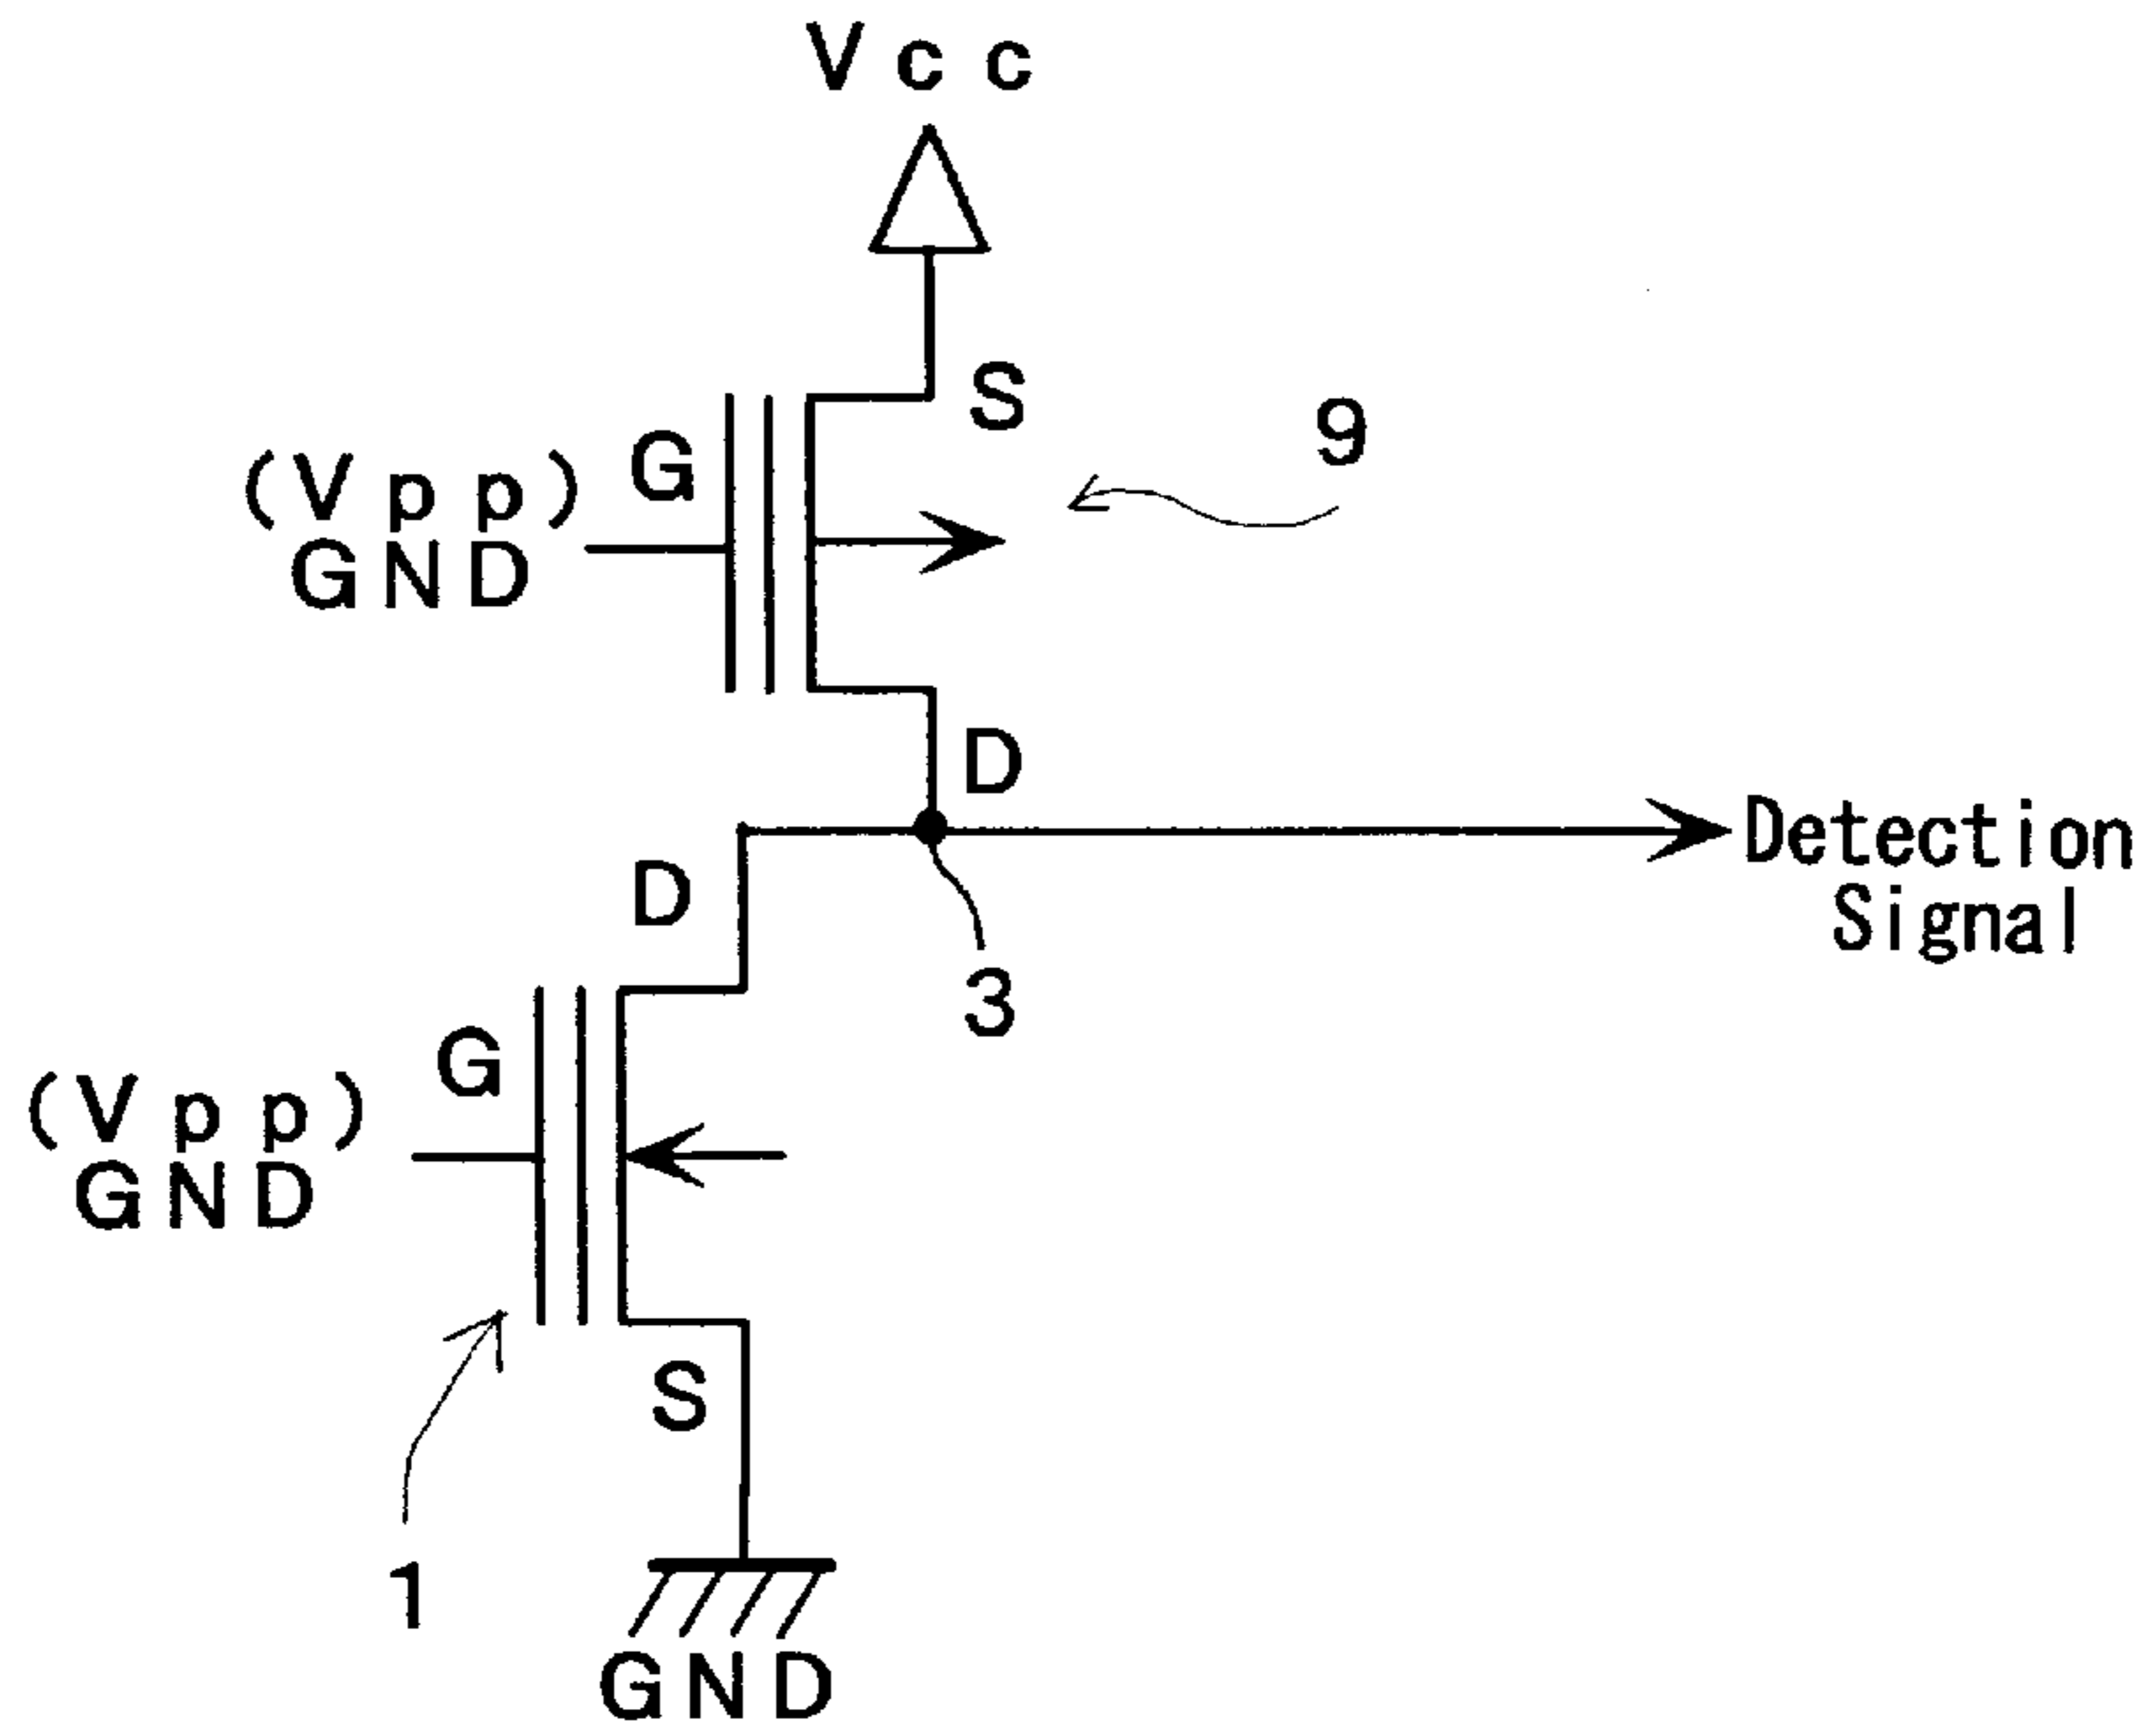 Vcc
S
9
G
(Vpp)
GND
D
Detection
Signal
D
3
G
(Vpp)
GND
S
1
GND